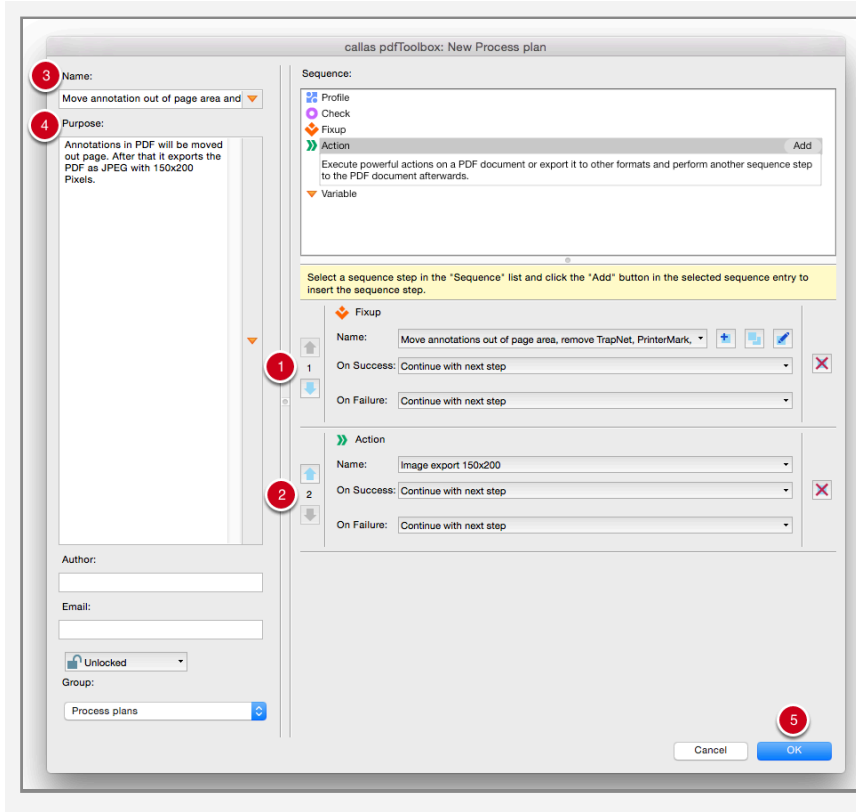 callas pdfToolbox: New Process plan
3
Name:
Move annotation out of page area and
4
Purpose:
Annotations in PDF will be moved
out page. After that it exports the
PDF as JPEG with 150x200
Pixels.
Author:
Email:
Unlocked
Group:
Process plans
Sequence:
Profile
Check
Fixup
Action Add
Execute powerful actions on a PDF document or export it to other formats and perform another sequence step
to the PDF document afterwards.
Variable
Select a sequence step in the "Sequence" list and click the "Add" button in the selected sequence entry to
insert the sequence step.
Fixup
Name: Move annotations out of page area, remove TrapNet, PrinterMark,
1 1 On Success: Continue with next step
On Failure: Continue with next step
Action
Name: Image export 150x200
2 2 On Success: Continue with next step
On Failure: Continue with next step
5
Cancel OK